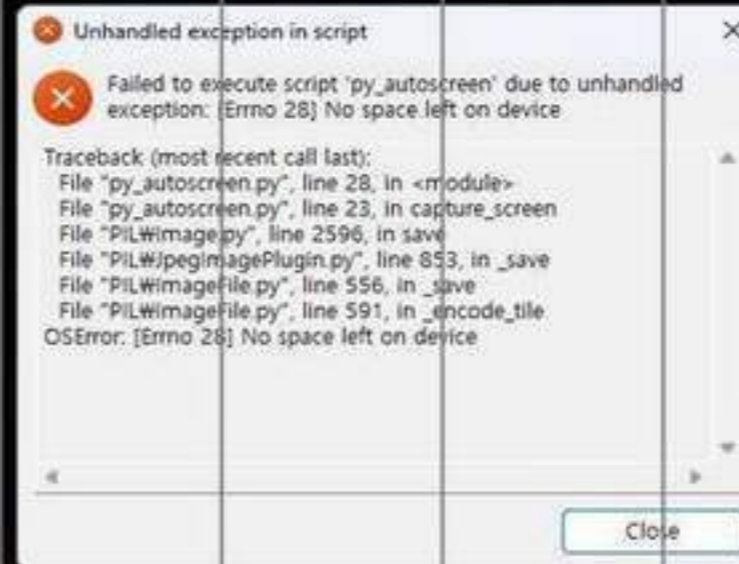 Unhandled exception in script
Failed to execute script 'py_autoscreen' due to unhandled
exception: [Errno 28] No space left on device
Traceback (most recent call last):
File "py_autoscreen.py", line 28, in <module>
File "py_autoscreen.py", line 23, in capture_screen
File "PIL₩Image.py", line 2596, in save
File "PIL₩JpegImagePlugin.py", line 853, in _save
File "PIL₩ImageFile.py", line 556, in _save
File "PIL₩ImageFile.py", line 591, in _encode_tile
OSError: [Errno 28] No space left on device
Close